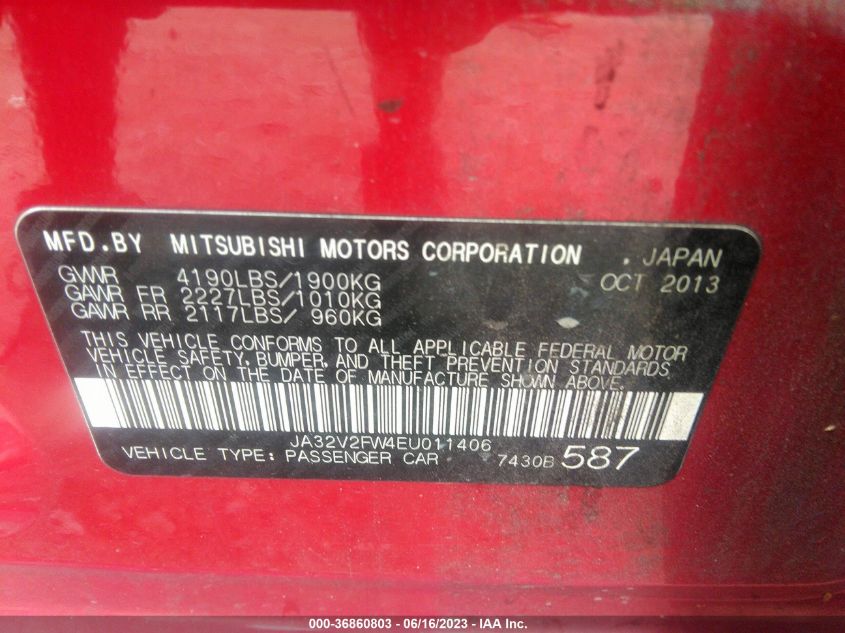 MFD.BY MITSUBISHI MOTORS CORPORATION , JAPAN
GVWR 4190LBS/1900KG OCT 2013
GAWR FR 2227LBS/1010KG
GAWR RR 2117LBS/ 960KG
THIS VEHICLE CONFORMS TO ALL APPLICABLE FEDERAL MOTOR
VEHICLE SAFETY, BUMPER, AND THEFT PREVENTION STANDARDS
IN EFFECT ON THE DATE OF MANUFACTURE SHOWN ABOVE.
JA32V2FW4EU011406
VEHICLE TYPE: PASSENGER CAR 7430B 587
000-36860803 - 06/16/2023 - IAA Inc.